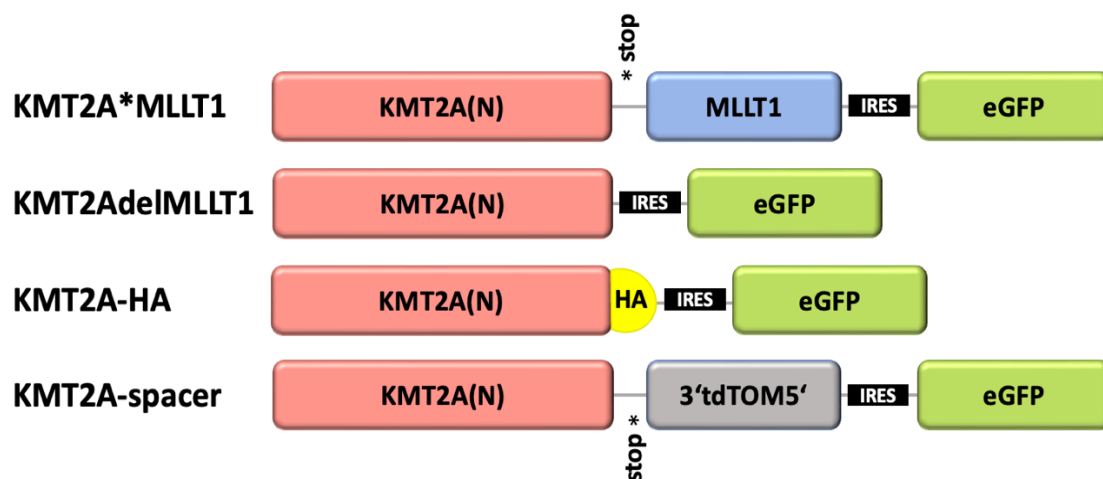 * stop
KMT2A*MLLT1 KMT2A(N) MLLT1 IRES eGFP
KMT2AdelMLLT1 KMT2A(N) IRES eGFP
KMT2A-HA KMT2A(N) HA IRES eGFP
KMT2A-spacer KMT2A(N) 3‘tdTOM5‘ IRES eGFP
stop *